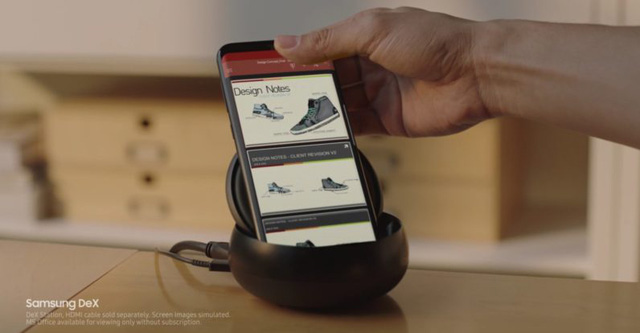 Design Notes
DESIGN NOTES - CLIENT REVISION V2
Samsung DeX
DeX Station, HDMI cable sold separately. Screen images simulated.
MS Office available for viewing only without subscription.